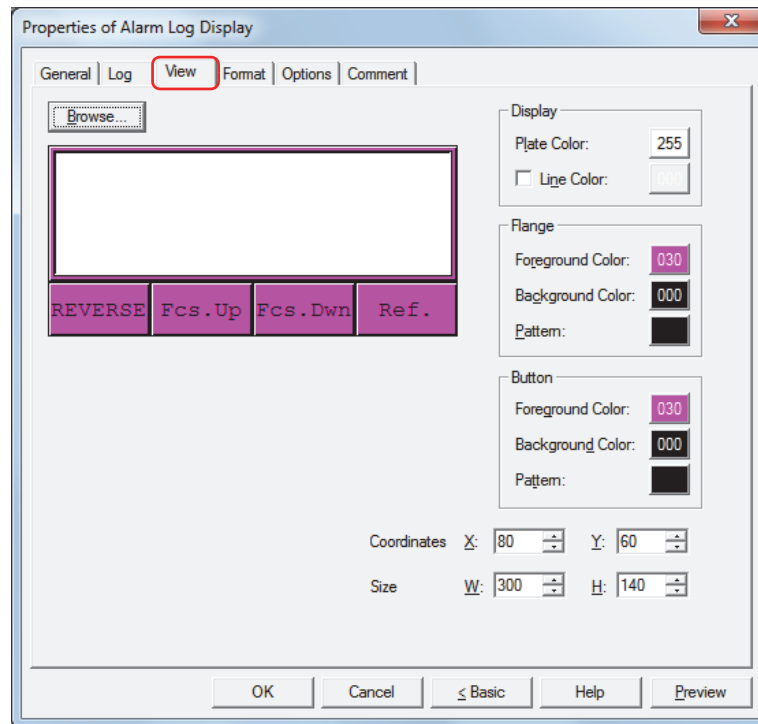 Properties of Alarm Log Display
General Log View Format Options Comment
Browse...
REVERSE Fcs.Up Fcs.Dwn Ref.
Display
Plate Color: 255
Line Color: 000
Flange
Foreground Color: 030
Background Color: 000
Pattern:
Button
Foreground Color: 030
Background Color: 000
Pattern:
Coordinates X: 80 Y: 60
Size W: 300 H: 140
OK Cancel < Basic Help Preview